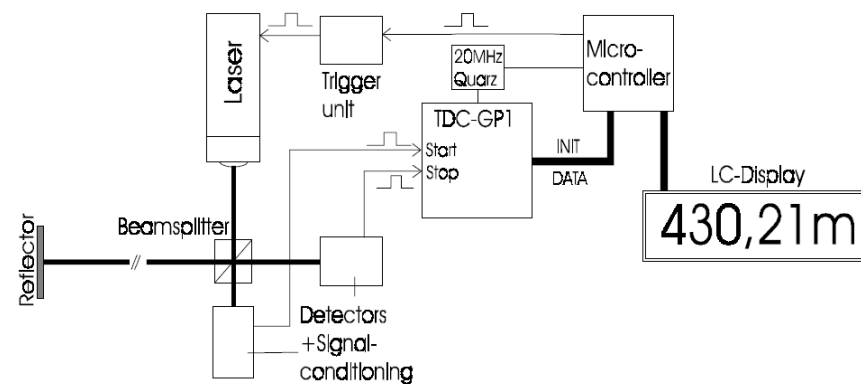 Laser
Trigger
unit
20MHz
Quarz
Micro-
controller
TDC-GP1
Start
Stop
INIT
DATA
LC-Display
430,21m
Beamsplitter
Reflector
Detectors
+Signal-
conditioning